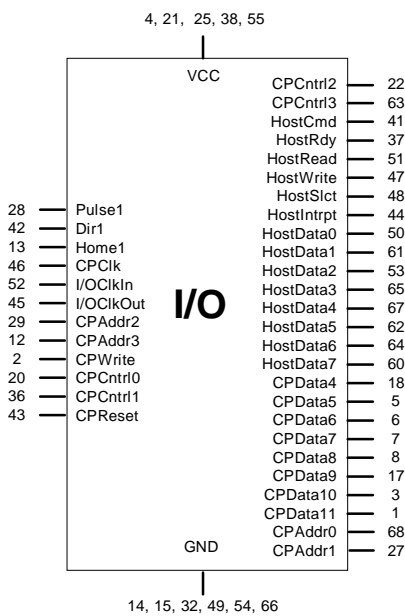 4, 21, 25, 38, 55
VCC
28 Pulse1
42 Dir1
13 Home1
46 CPClk
52 I/OClkIn
45 I/OClkOut
29 CPAddr2
12 CPAddr3
2 CPWrite
20 CPCntrl0
36 CPCntrl1
43 CPReset
I/O
CPCntrl2 22
CPCntrl3 63
HostCmd 41
HostRdy 37
HostRead 51
HostWrite 47
HostSlct 48
HostIntrpt 44
HostData0 50
HostData1 61
HostData2 53
HostData3 65
HostData4 67
HostData5 62
HostData6 64
HostData7 60
CPData4 18
CPData5 5
CPData6 6
CPData7 7
CPData8 8
CPData9 17
CPData10 3
CPData11 1
CPAddr0 68
CPAddr1 27
GND
14, 15, 32, 49, 54, 66